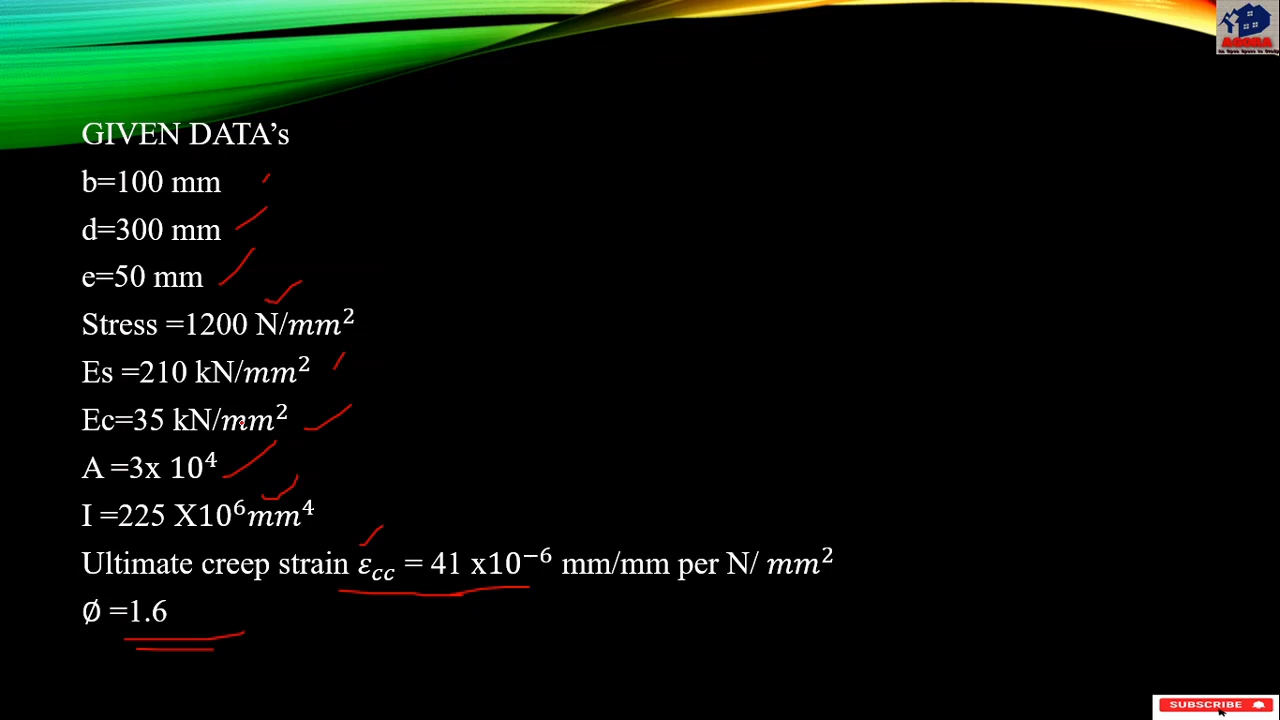 AGORA
GIVEN DATA’s
b=100 mm
d=300 mm
e=50 mm
Stress =1200 N/𝑚𝑚²
Es =210 kN/𝑚𝑚²
Ec=35 kN/𝑚𝑚²
A =3x 10⁴
I =225 X10⁶𝑚𝑚⁴
Ultimate creep strain 𝜀𝑐𝑐 = 41 x10⁻⁶ mm/mm per N/ 𝑚𝑚²
∅ =1.6
SUBSCRIBE